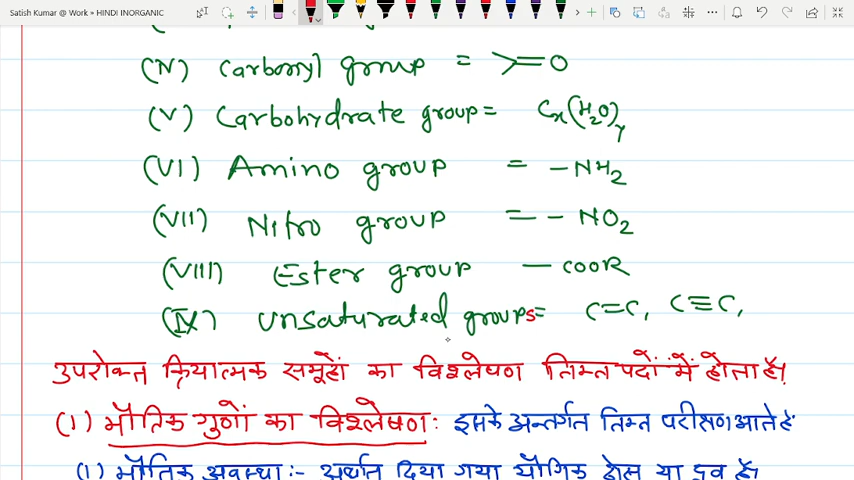 Satish Kumar @ Work » HINDI INORGANIC
(IV) Carbonyl group = >=O
(V) Carbohydrate group = Cx(H2O)y
(VI) Amino group = -NH2
(VII) Nitro group = - NO2
(VIII) Ester group — COOR
(IX) Unsaturated groups= C=C, C≡C,
उपरोक्त क्रियात्मक समूहों का विश्लेषण निम्न पदों में होता है।
(1) भौतिक गुणों का विश्लेषण: इसके अन्तर्गत निम्न परीक्षण आते हैं
(1) भौतिक अवस्था:- अर्थात दिया गया यौगिक ठोस या द्रव है।